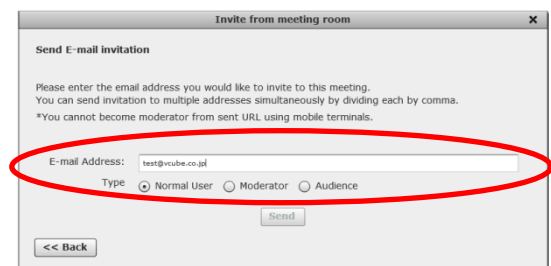 Invite from meeting room
Send E-mail invitation
Please enter the email address you would like to invite to this meeting.
You can send invitation to multiple addresses simultaneously by dividing each by comma.
*You cannot become moderator from sent URL using mobile terminals.
E-mail Address: test@vcube.co.jp
Type Normal User Moderator Audience
Send
<< Back